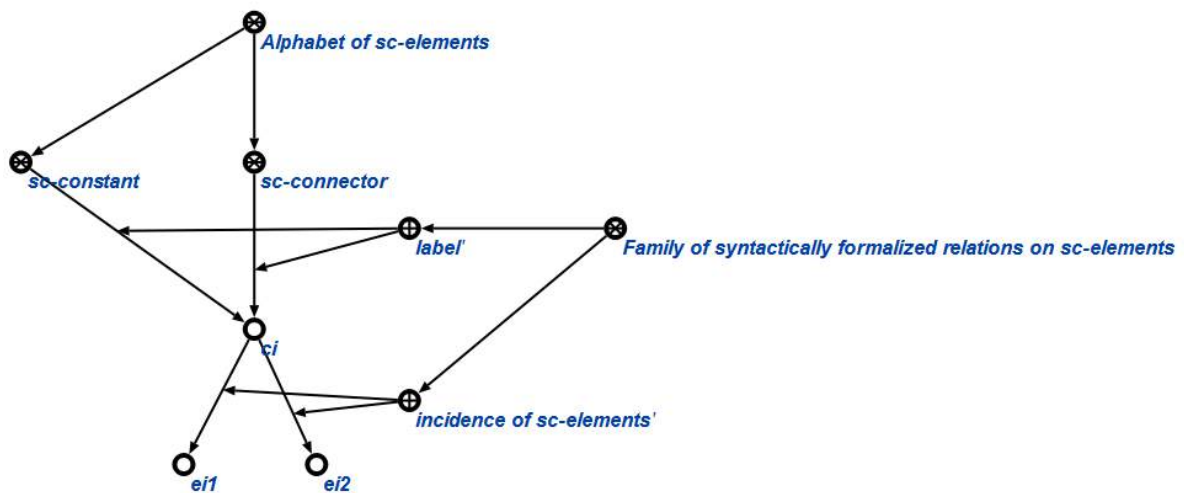 Alphabet of sc-elements
sc-constant
sc-connector
label'
Family of syntactically formalized relations on sc-elements
ci
incidence of sc-elements'
ei1
ei2